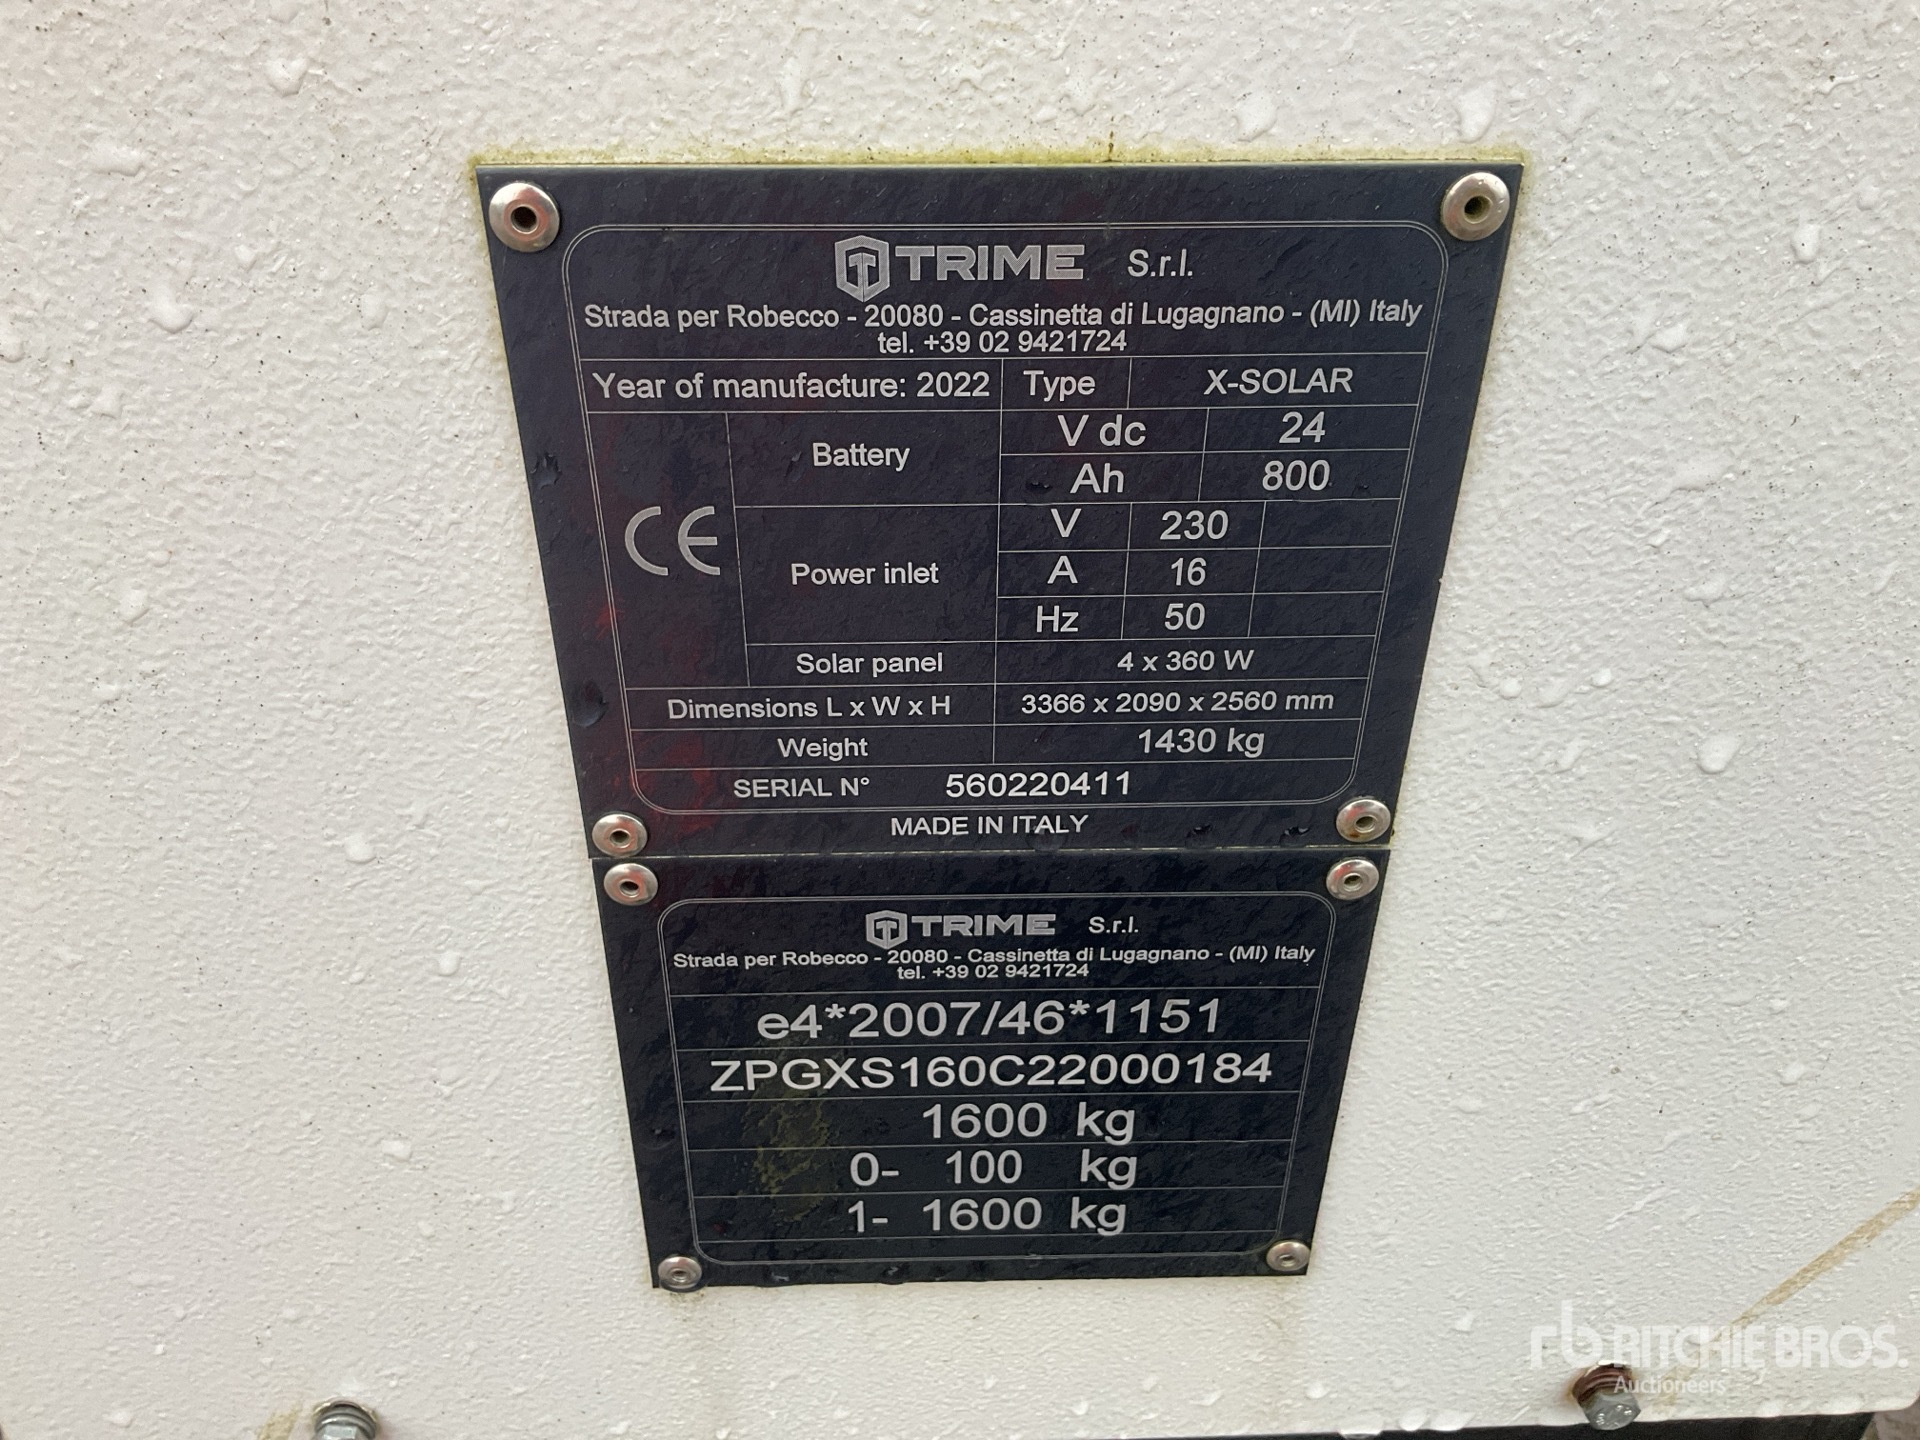 TRIME S.r.l.
Strada per Robecco - 20080 - Cassinetta di Lugagnano - (MI) Italy
tel. +39 02 9421724
Year of manufacture: 2022 Type X-SOLAR
CE
Battery
V dc 24
Ah 800
Power inlet
V 230
A 16
Hz 50
Solar panel 4 x 360 W
Dimensions L x W x H 3366 x 2090 x 2560 mm
Weight 1430 kg
SERIAL N° 560220411
MADE IN ITALY
TRIME S.r.l.
Strada per Robecco - 20080 - Cassinetta di Lugagnano - (MI) Italy
tel. +39 02 9421724
e4*2007/46*1151
ZPGXS160C22000184
1600 kg
0- 100 kg
1- 1600 kg
rb RITCHIE BROS.
Auctioneers